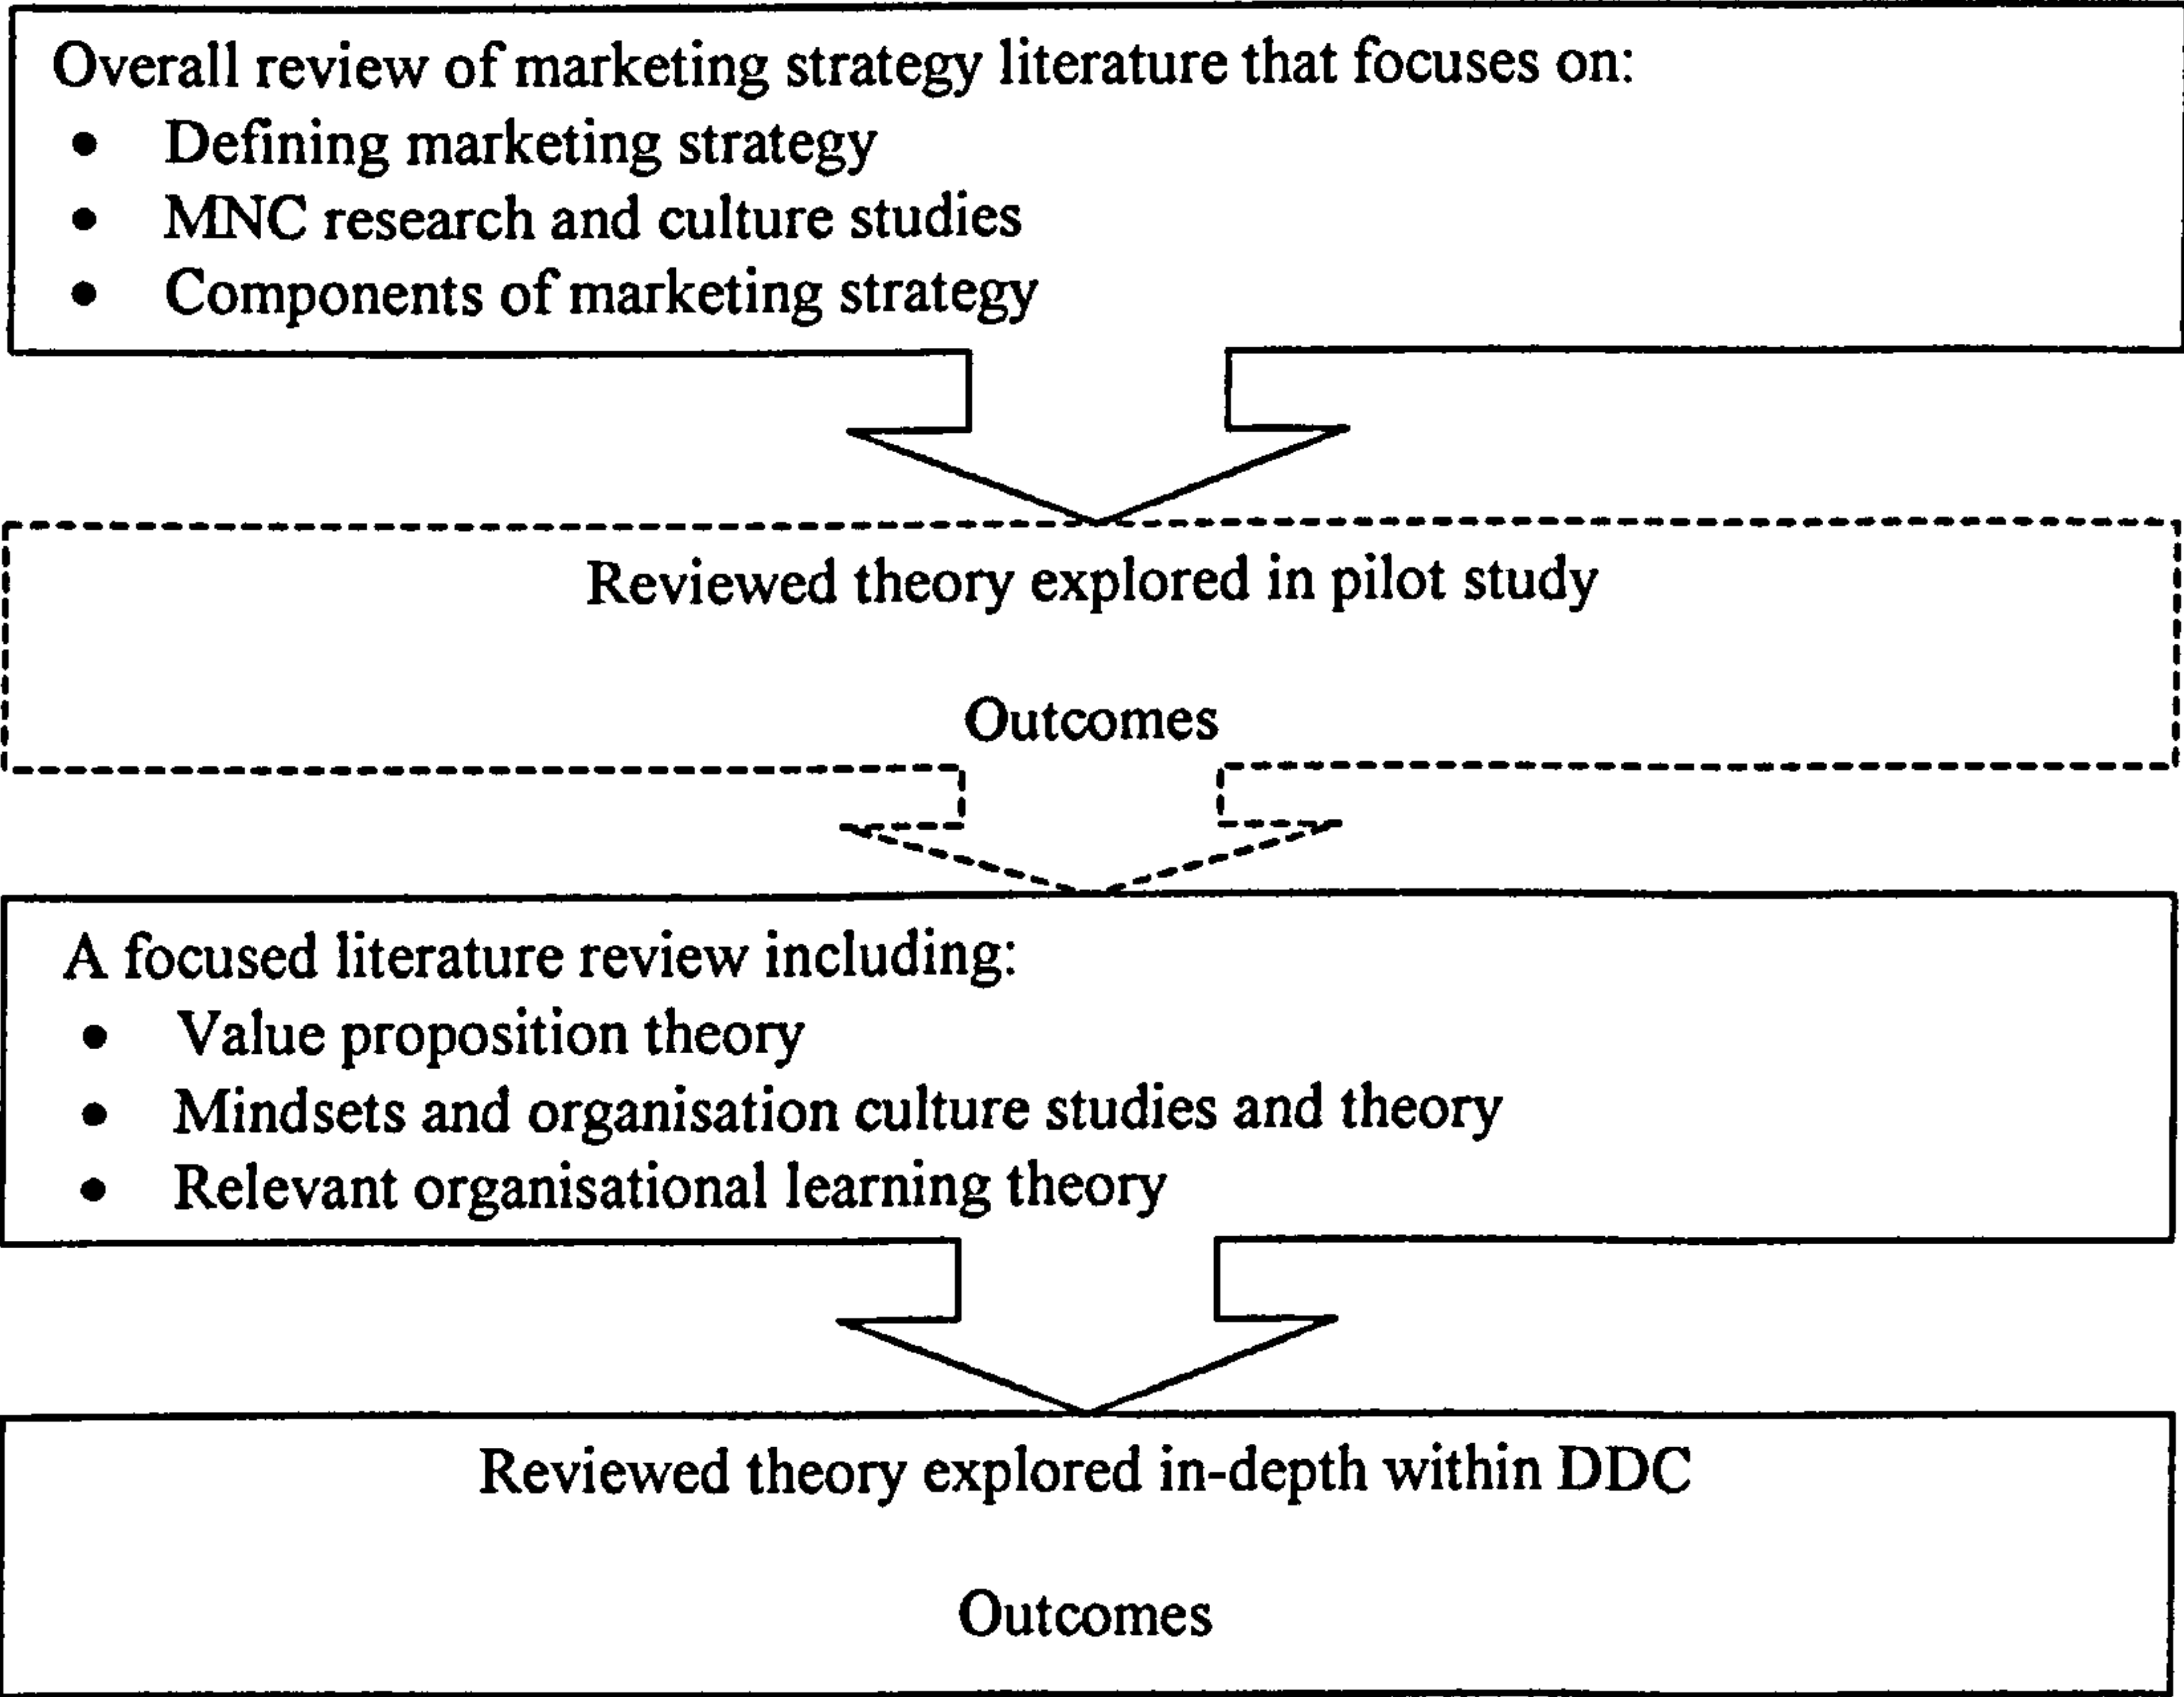 Overall review of marketing strategy literature that focuses on:
• Defining marketing strategy
• MNC research and culture studies
• Components of marketing strategy
Reviewed theory explored in pilot study
Outcomes
A focused literature review including:
• Value proposition theory
• Mindsets and organisation culture studies and theory
• Relevant organisational learning theory
Reviewed theory explored in-depth within DDC
Outcomes